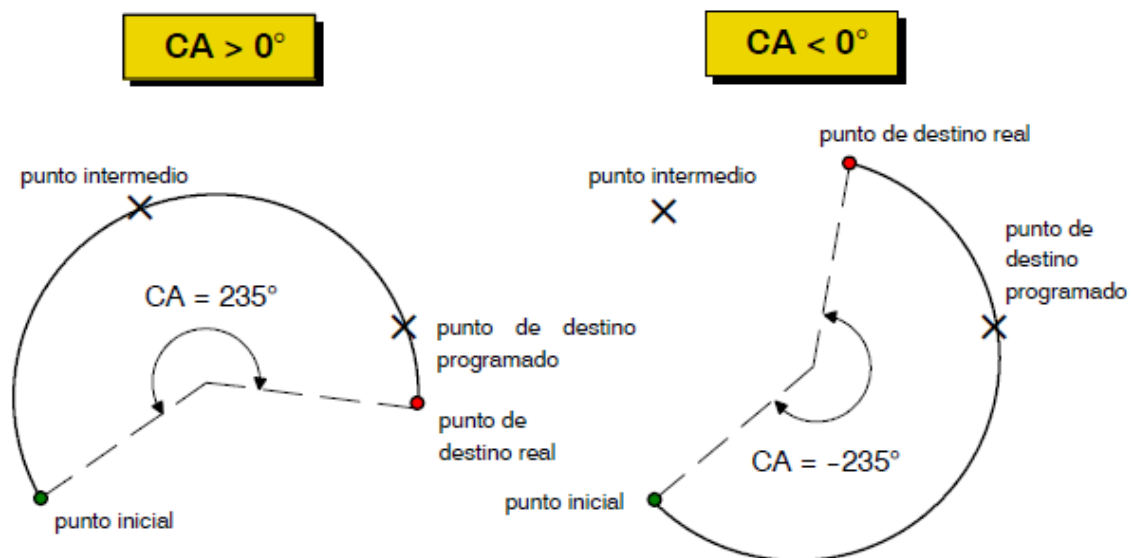 CA > 0°
punto intermedio
CA = 235°
punto de destino
programado
punto de
destino real
punto inicial
CA < 0°
punto de destino real
punto intermedio
punto de
destino
programado
CA = −235°
punto inicial